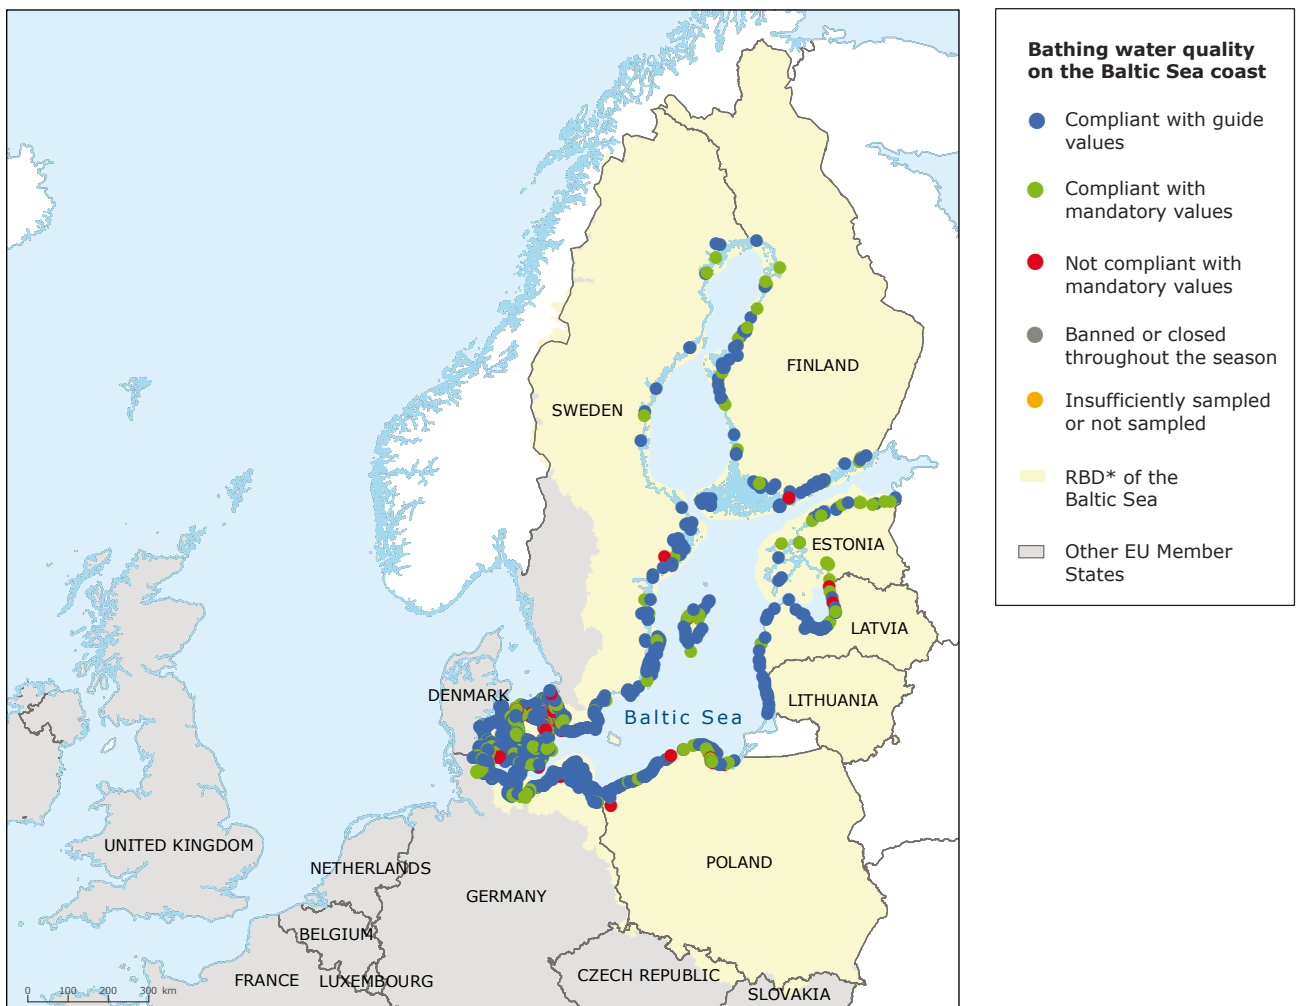 Bathing water quality
on the Baltic Sea coast
Compliant with guide
values
Compliant with
mandatory values
Not compliant with
mandatory values
Banned or closed
throughout the season
Insufficiently sampled
or not sampled
RBD* of the
Baltic Sea
Other EU Member
States
FINLAND
SWEDEN
ESTONIA
LATVIA
DENMARK
LITHUANIA
Baltic Sea
UNITED KINGDOM
POLAND
NETHERLANDS
GERMANY
BELGIUM
CZECH REPUBLIC
FRANCE
LUXEMBOURG
SLOVAKIA
0 100 200 300 km